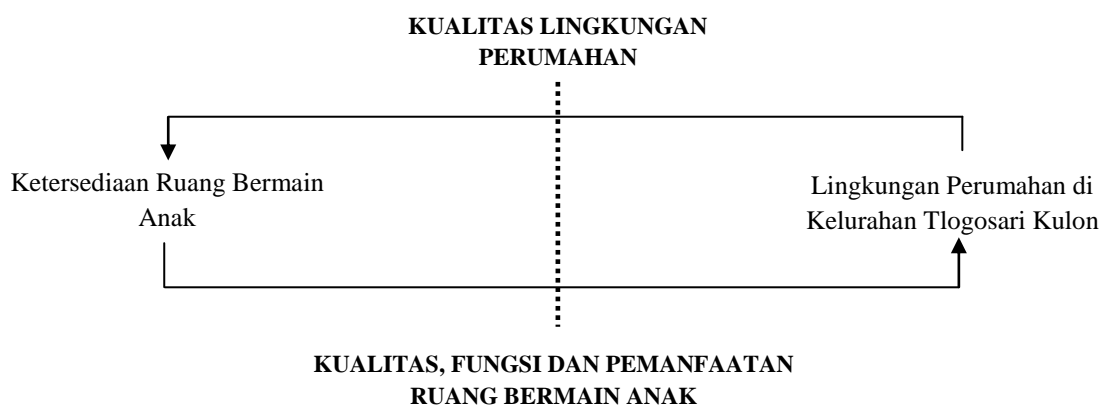 KUALITAS LINGKUNGAN
PERUMAHAN
Ketersediaan Ruang Bermain
Anak
Lingkungan Perumahan di
Kelurahan Tlogosari Kulon
KUALITAS, FUNGSI DAN PEMANFAATAN
RUANG BERMAIN ANAK